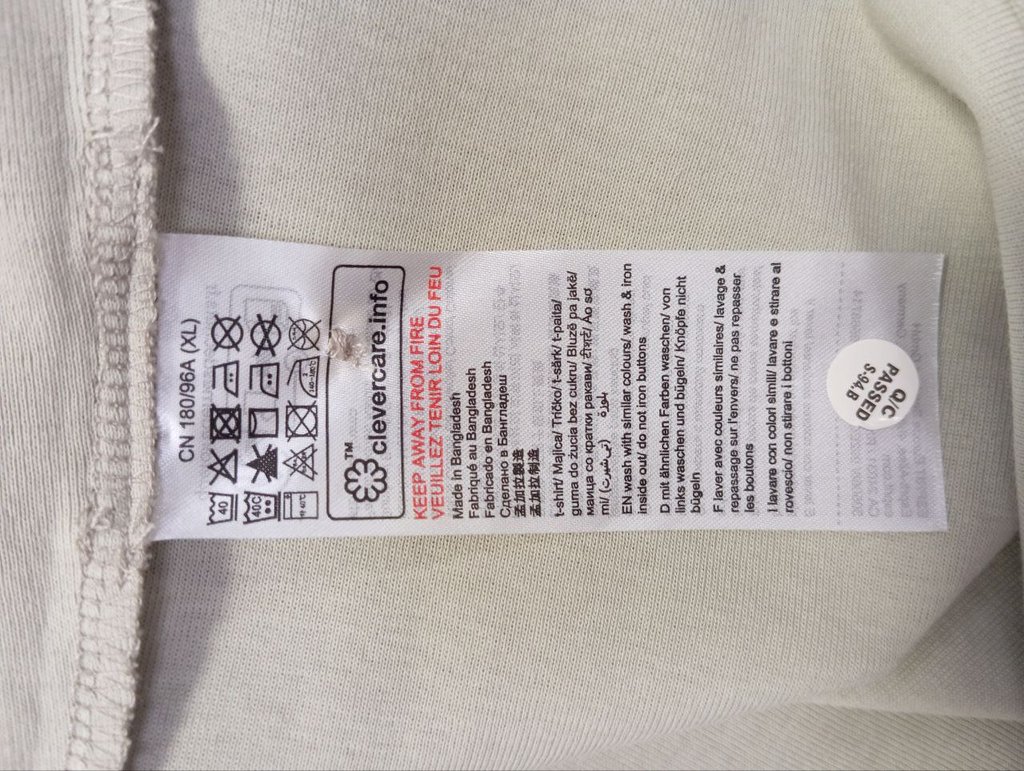 CN 180/96A (XL)
40
40C
clevercare.info
TM
KEEP AWAY FROM FIRE
VEUILLEZ TENIR LOIN DU FEU
Made in Bangladesh
Fabriqué au Bangladesh
Fabricado en Bangladesh
Сделано в Бангладеш
孟加拉製造
孟加拉制造
t-shirt/ Majica/ Tričko/ t-särk/ t-paita/
guma do żucia bez cukru/ Bluzë pa jakë/
маица со кратки ракави/ टीशर्ट/ Áo sơ
mi/ (تي-شيرت) بلوزة
EN wash with similar colours/ wash & iron
inside out/ do not iron buttons
D mit ähnlichen Farben waschen/ von
links waschen und bügeln/ Knöpfe nicht
bügeln
F laver avec couleurs similaires/ lavage &
repassage sur l'envers/ ne pas repasser
les boutons
I lavare con colori simili/ lavare e stirare al
rovescio/ non stirare i bottoni
Q/C
PASSED
S-94,B